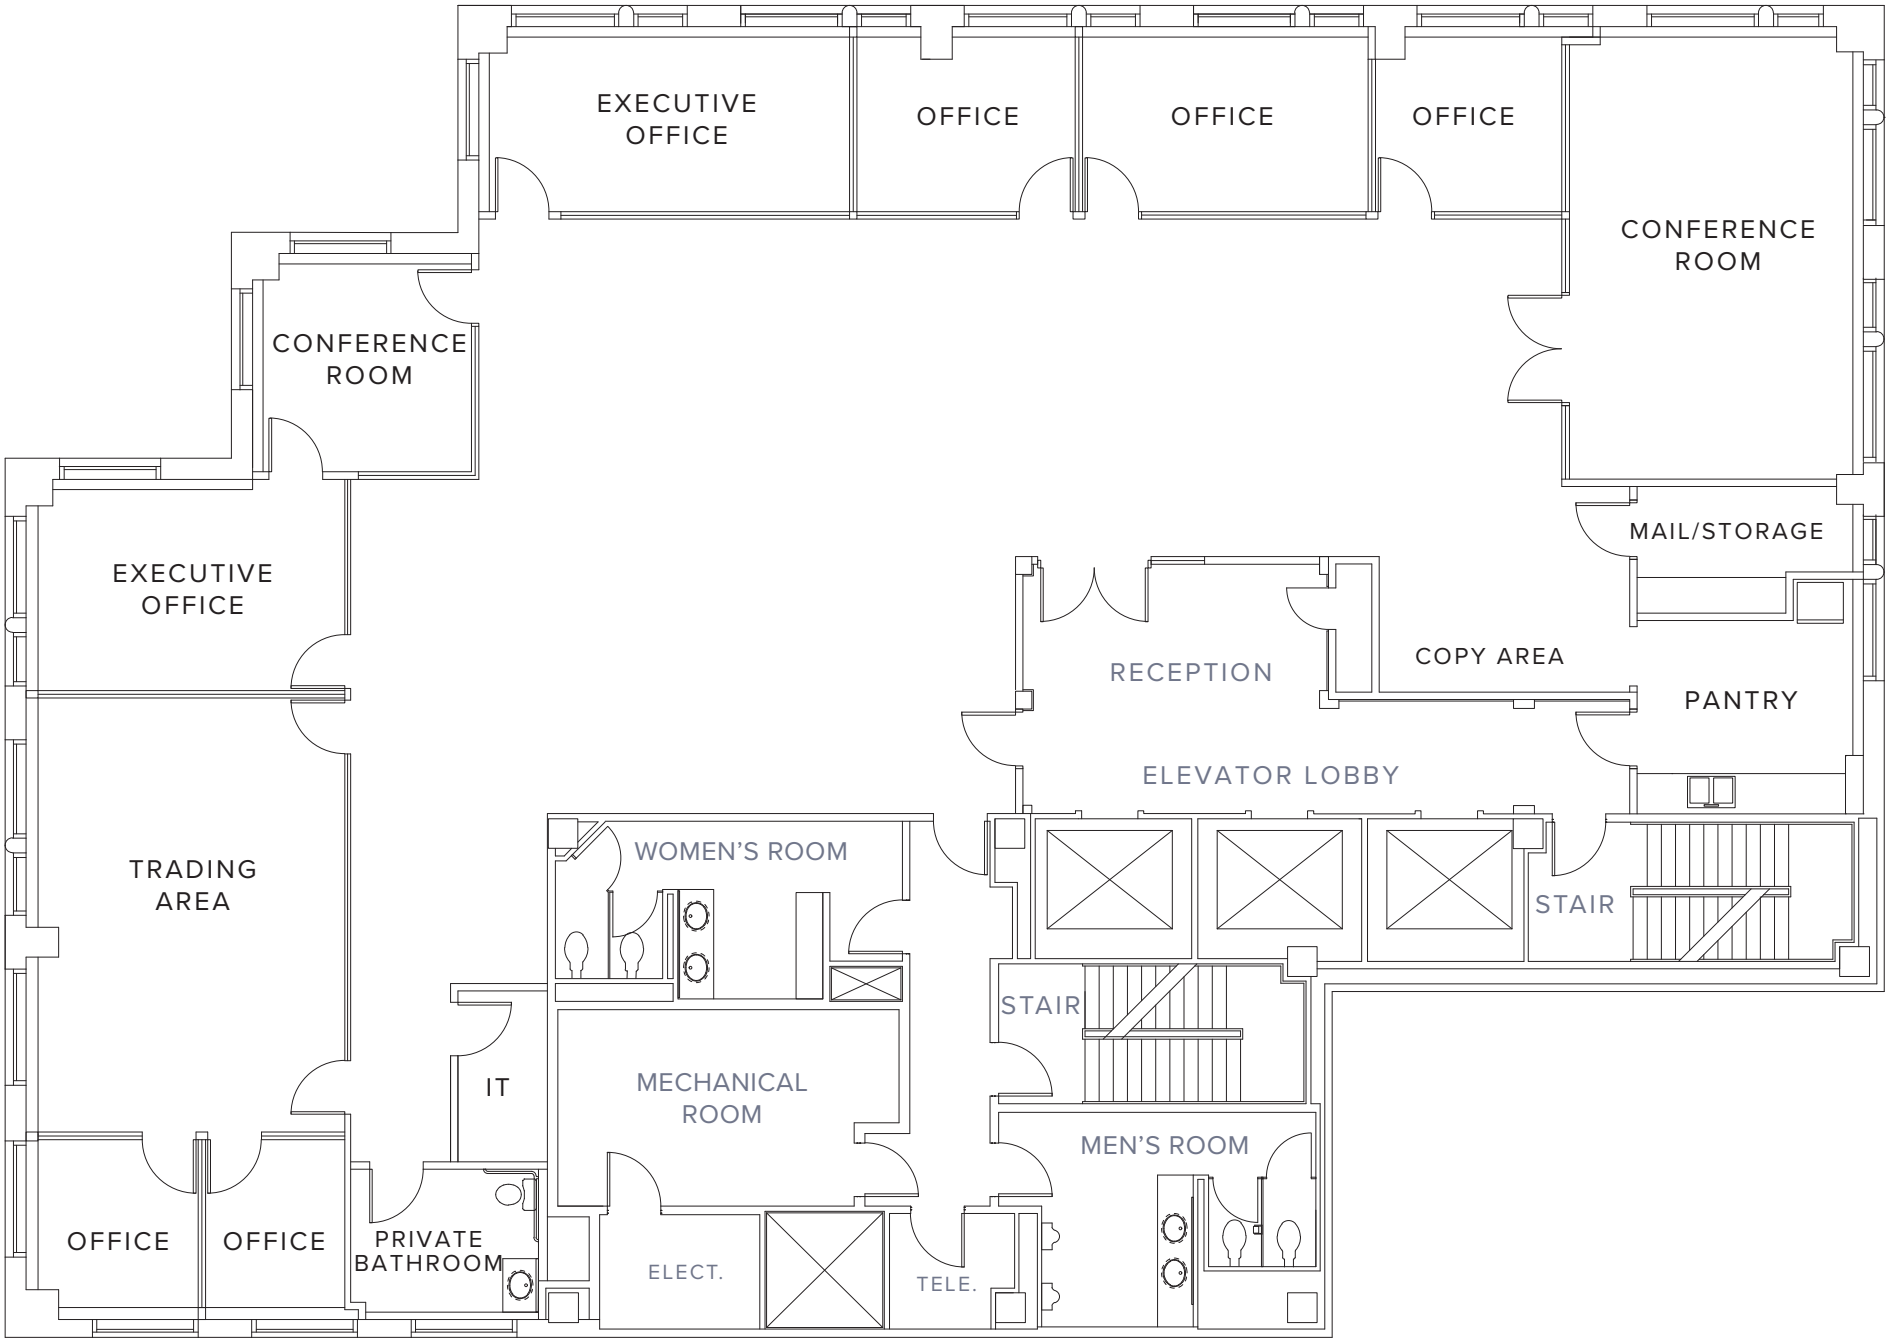 EXECUTIVE
OFFICE
OFFICE
OFFICE
OFFICE
CONFERENCE
ROOM
CONFERENCE
ROOM
MAIL/STORAGE
EXECUTIVE
OFFICE
RECEPTION
COPY AREA
PANTRY
ELEVATOR LOBBY
TRADING
AREA
WOMEN'S ROOM
STAIR
STAIR
IT
MECHANICAL
ROOM
MEN'S ROOM
OFFICE
OFFICE
PRIVATE
BATHROOM
ELECT.
TELE.